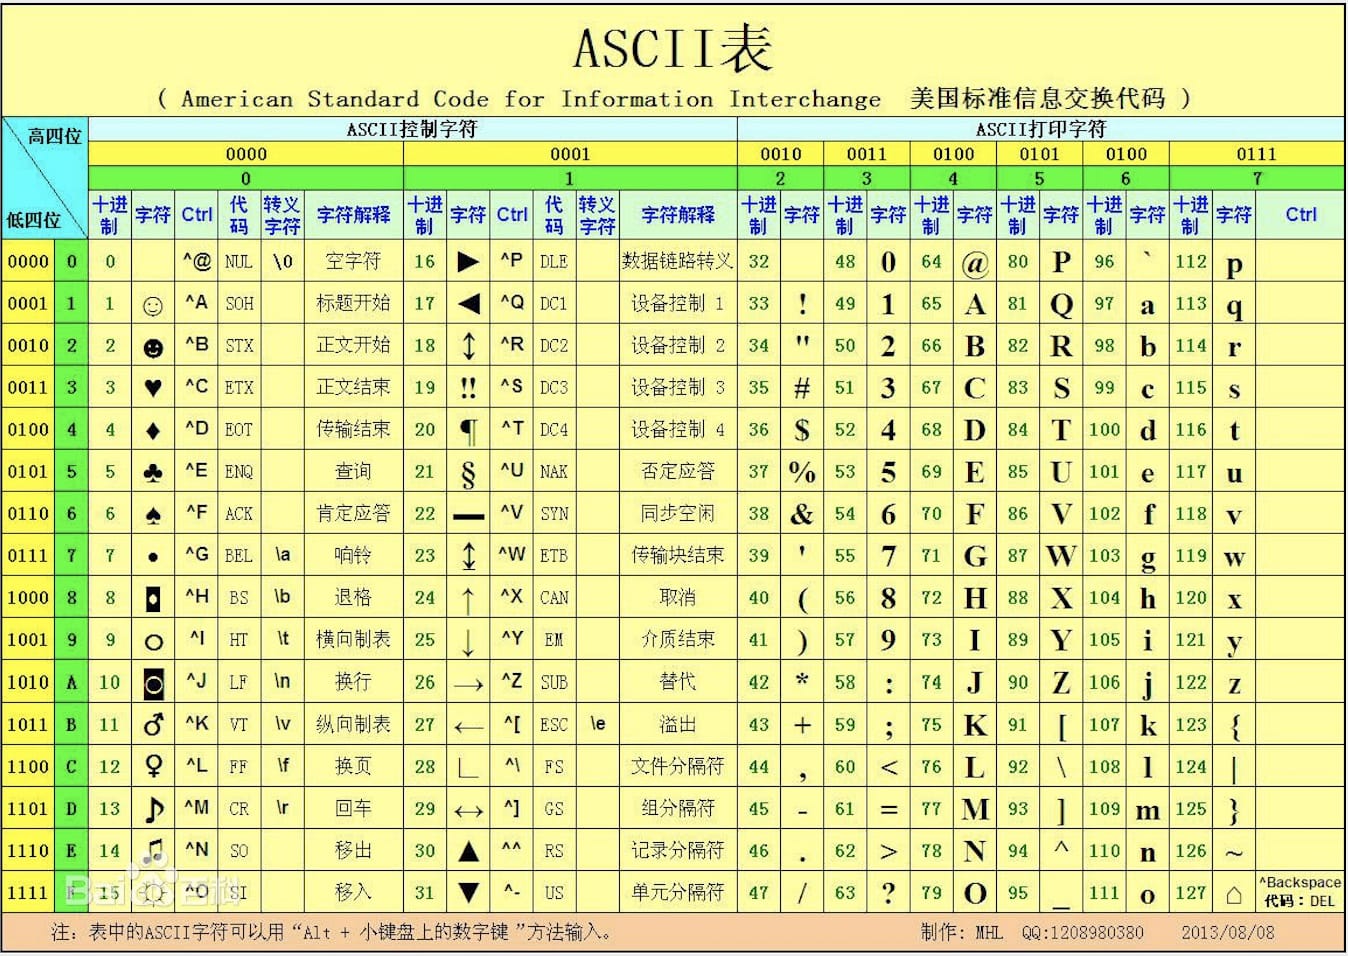 ASCII表
( American Standard Code for Information Interchange 美国标准信息交换代码 )
高四位 ASCII控制字符 ASCII打印字符
0000 0001 0010 0011 0100 0101 0100 0111
0 1 2 3 4 5 6 7
低四位 十进制 字符 Ctrl 代码 转义字符 字符解释 十进制 字符 Ctrl 代码 转义字符 字符解释 十进制 字符 十进制 字符 十进制 字符 十进制 字符 十进制 字符 十进制 字符 Ctrl
0000 0 0 ^@ NUL \0 空字符 16 ► ^P DLE 数据链路转义 32 48 0 64 @ 80 P 96 ` 112 p
0001 1 1 ☺ ^A SOH 标题开始 17 ◄ ^Q DC1 设备控制 1 33 ! 49 1 65 A 81 Q 97 a 113 q
0010 2 2 ☻ ^B STX 正文开始 18 ↕ ^R DC2 设备控制 2 34 " 50 2 66 B 82 R 98 b 114 r
0011 3 3 ♥ ^C ETX 正文结束 19 ‼ ^S DC3 设备控制 3 35 # 51 3 67 C 83 S 99 c 115 s
0100 4 4 ♦ ^D EOT 传输结束 20 ¶ ^T DC4 设备控制 4 36 $ 52 4 68 D 84 T 100 d 116 t
0101 5 5 ♣ ^E ENQ 查询 21 § ^U NAK 否定应答 37 % 53 5 69 E 85 U 101 e 117 u
0110 6 6 ♠ ^F ACK 肯定应答 22 ▬ ^V SYN 同步空闲 38 & 54 6 70 F 86 V 102 f 118 v
0111 7 7 • ^G BEL \a 响铃 23 ↨ ^W ETB 传输块结束 39 ' 55 7 71 G 87 W 103 g 119 w
1000 8 8 ◘ ^H BS \b 退格 24 ↑ ^X CAN 取消 40 ( 56 8 72 H 88 X 104 h 120 x
1001 9 9 ○ ^I HT \t 横向制表 25 ↓ ^Y EM 介质结束 41 ) 57 9 73 I 89 Y 105 i 121 y
1010 A 10 ◙ ^J LF \n 换行 26 → ^Z SUB 替代 42 * 58 : 74 J 90 Z 106 j 122 z
1011 B 11 ♂ ^K VT \v 纵向制表 27 ← ^[ ESC \e 溢出 43 + 59 ; 75 K 91 [ 107 k 123 {
1100 C 12 ♀ ^L FF \f 换页 28 ∟ ^\ FS 文件分隔符 44 , 60 < 76 L 92 \ 108 l 124 |
1101 D 13 ♪ ^M CR \r 回车 29 ↔ ^] GS 组分隔符 45 - 61 = 77 M 93 ] 109 m 125 }
1110 E 14 ♫ ^N SO 移出 30 ▲ ^^ RS 记录分隔符 46 . 62 > 78 N 94 ^ 110 n 126 ~
1111 F 15 ☼ ^O SI 移入 31 ▼ ^- US 单元分隔符 47 / 63 ? 79 O 95 _ 111 o 127 ⌂ ^Backspace 代码：DEL
Bai 百科
注：表中的ASCII字符可以用“Alt + 小键盘上的数字键”方法输入。 制作：MHL QQ:1208980380 2013/08/08